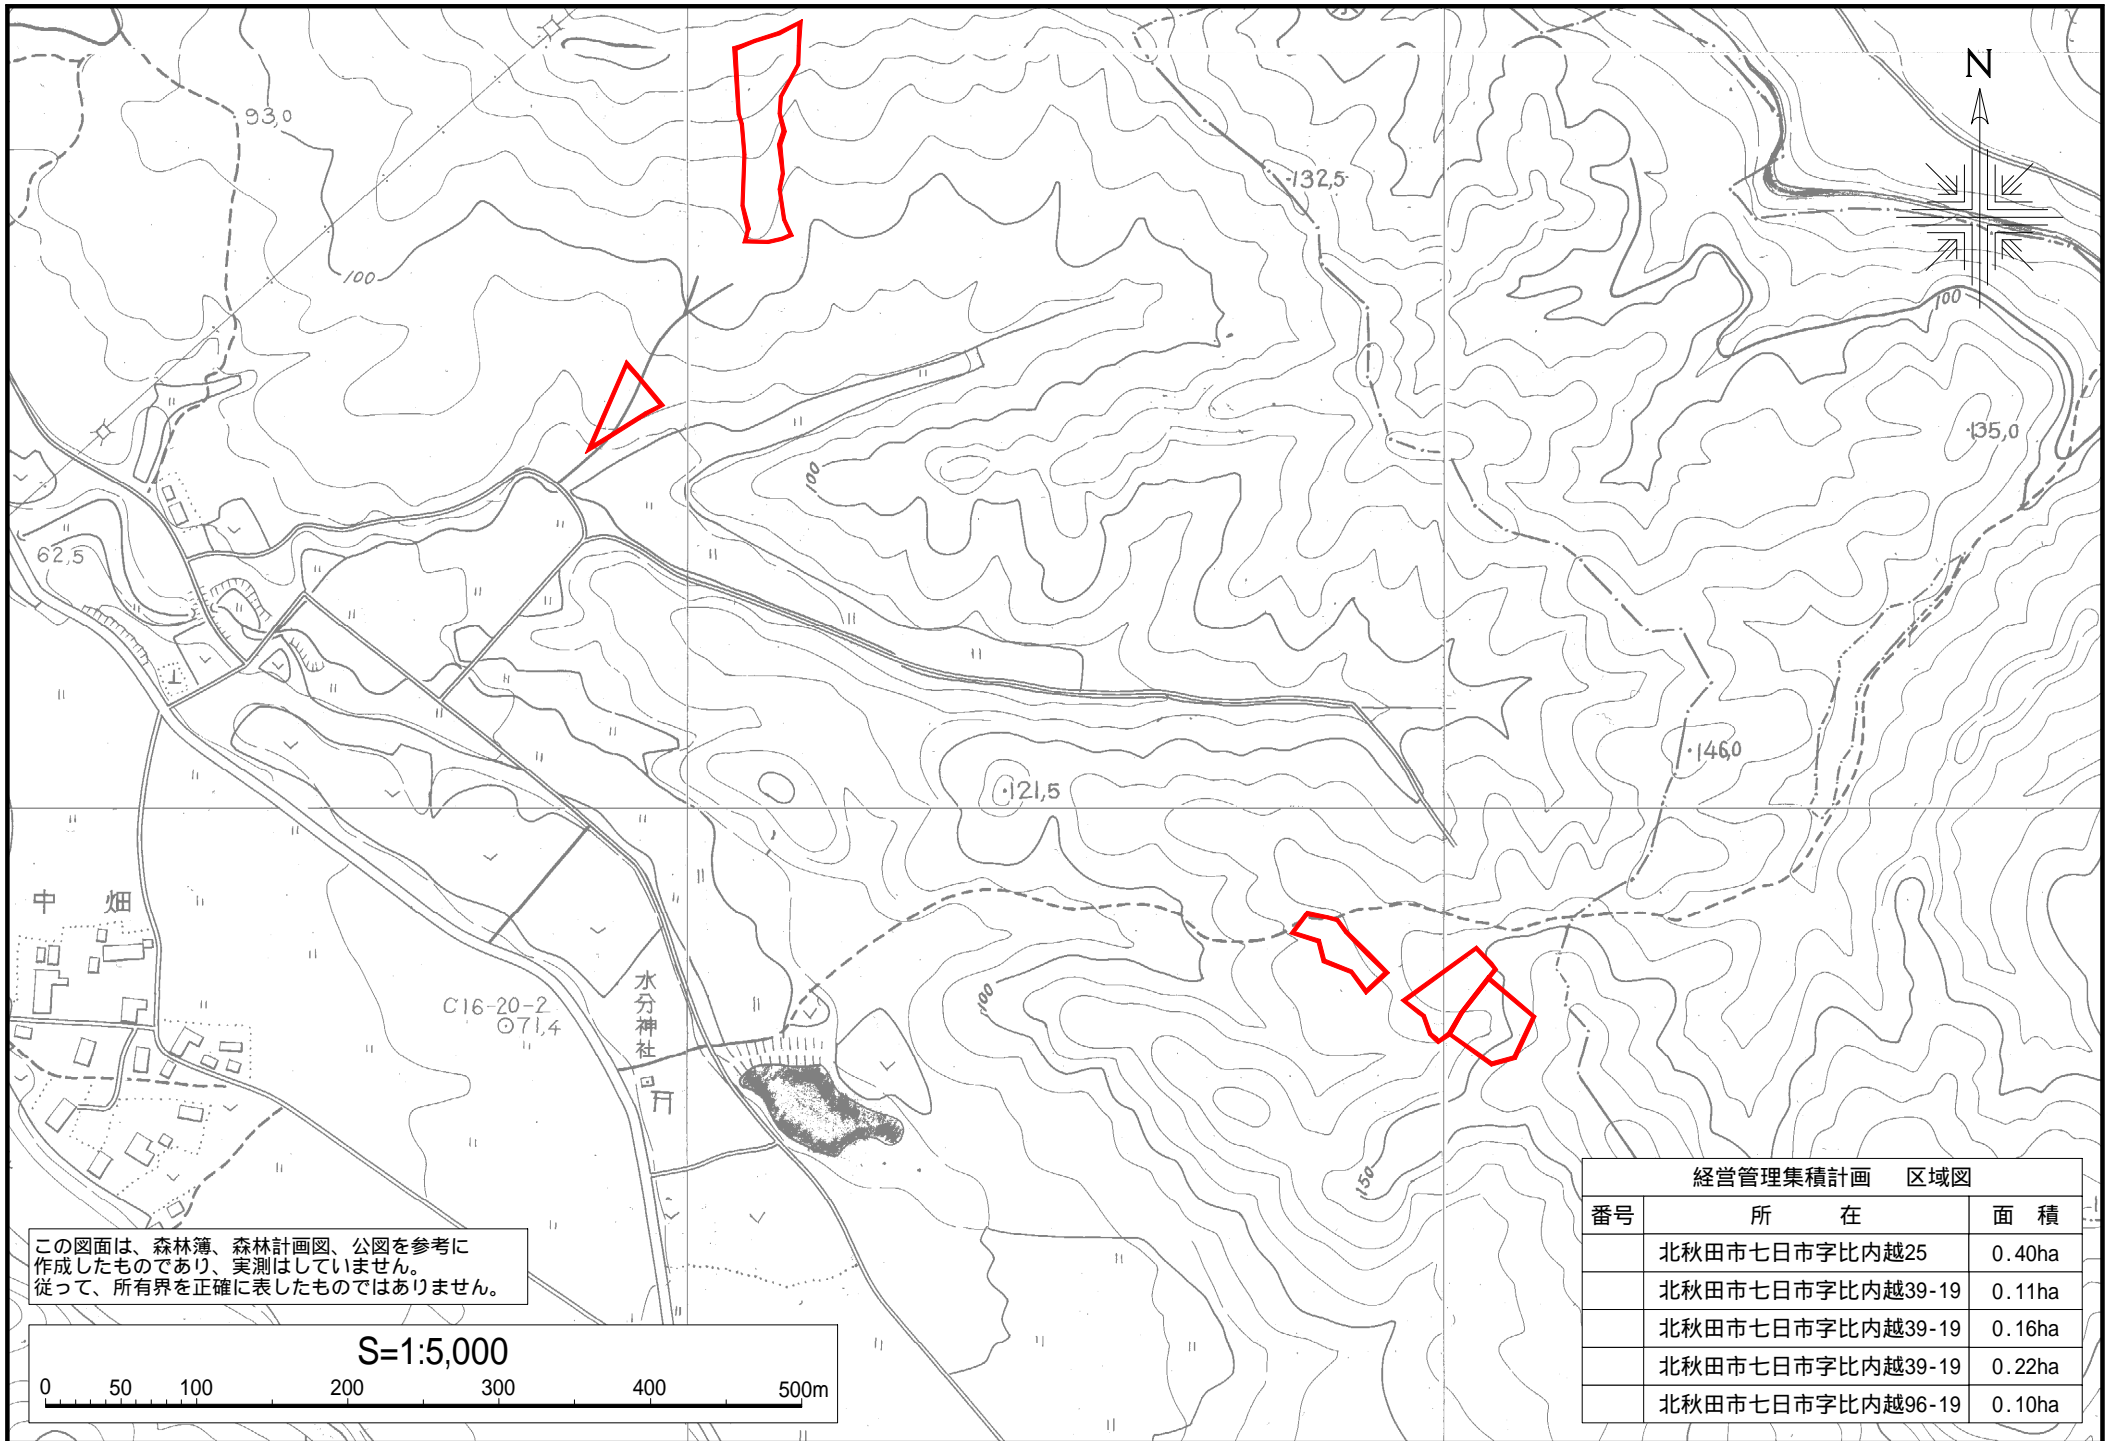 N
93,0
132,5
100
100
135,0
100
62,5
146,0
121,5
中　畑
C16-20-2
71,4
水分神社
100
150
この図面は、森林簿、森林計画図、公図を参考に
作成したものであり、実測はしていません。
従って、所有界を正確に表したものではありません。
S=1:5,000
0 50 100 200 300 400 500m
経営管理集積計画　区域図
番号 所　在 面　積
北秋田市七日市字比内越25 0.40ha
北秋田市七日市字比内越39-19 0.11ha
北秋田市七日市字比内越39-19 0.16ha
北秋田市七日市字比内越39-19 0.22ha
北秋田市七日市字比内越96-19 0.10ha